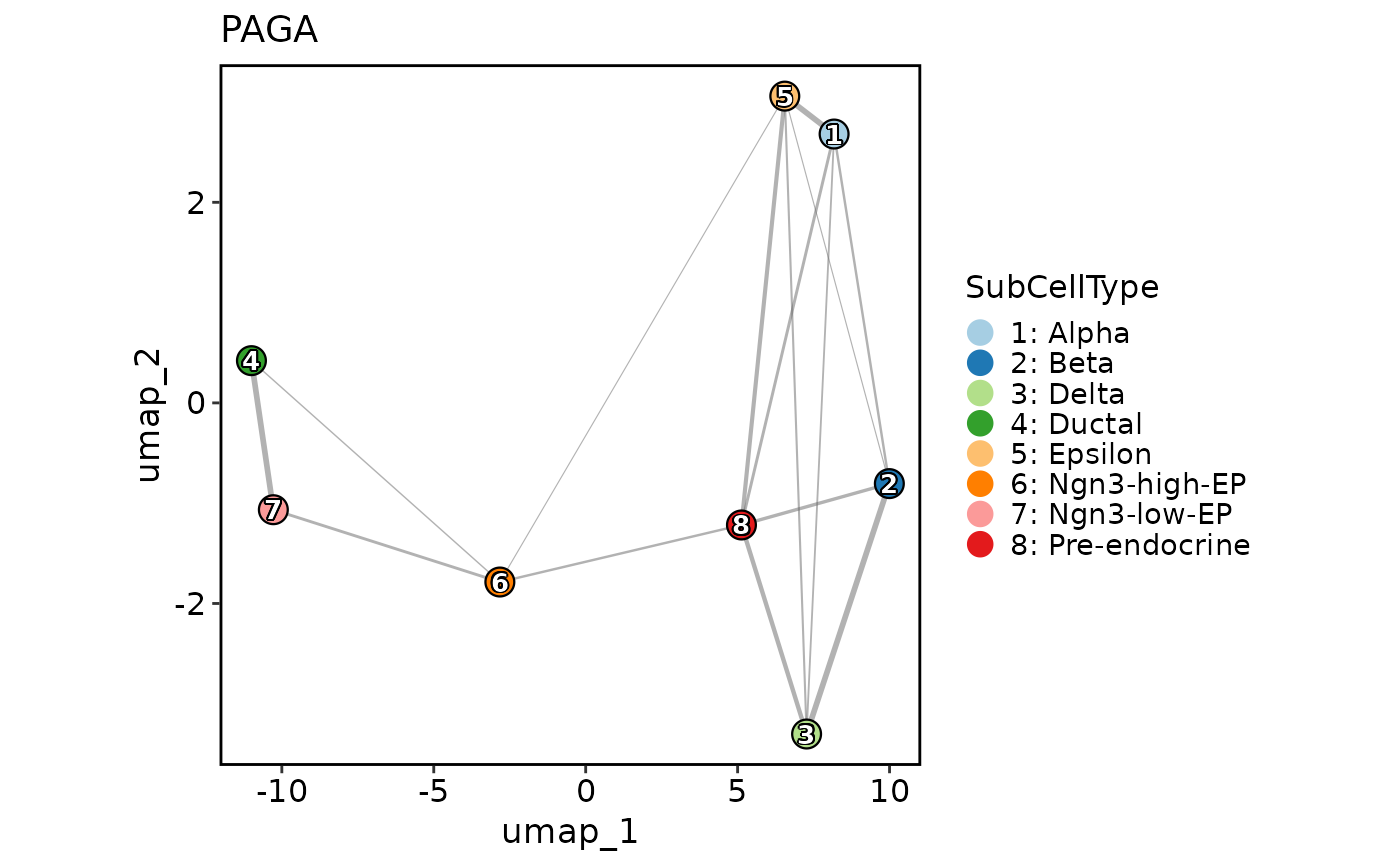 PAGA
5
1
2
4
0
2
7
8
6
-2
3
-10
-5
0
5
10
umap_1
umap_2
SubCellType
1: Alpha
2: Beta
3: Delta
4: Ductal
5: Epsilon
6: Ngn3-high-EP
7: Ngn3-low-EP
8: Pre-endocrine